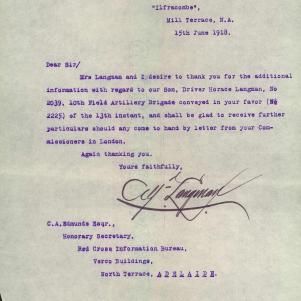 "Ilfracombe",
Mill Terrace, N.A.
15th June 1918.
Dear Sir/
Mrs Langman and I desire to thank you for the additional
information with regard to our Son, Driver Horace Langman, No
2039, 10th Field Artillery Brigade conveyed in your favor (No
2225) of the 13th instant, and shall be glad to receive further
particulars should any come to hand by letter from your Com-
missioners in London.
Again thanking you.
Yours faithfully,
Langman
C.A.Edmunds Esqr.,
Honorary Secretary,
Red Cross Information Bureau,
Verco Buildings,
North Terrace, ADELAIDE.